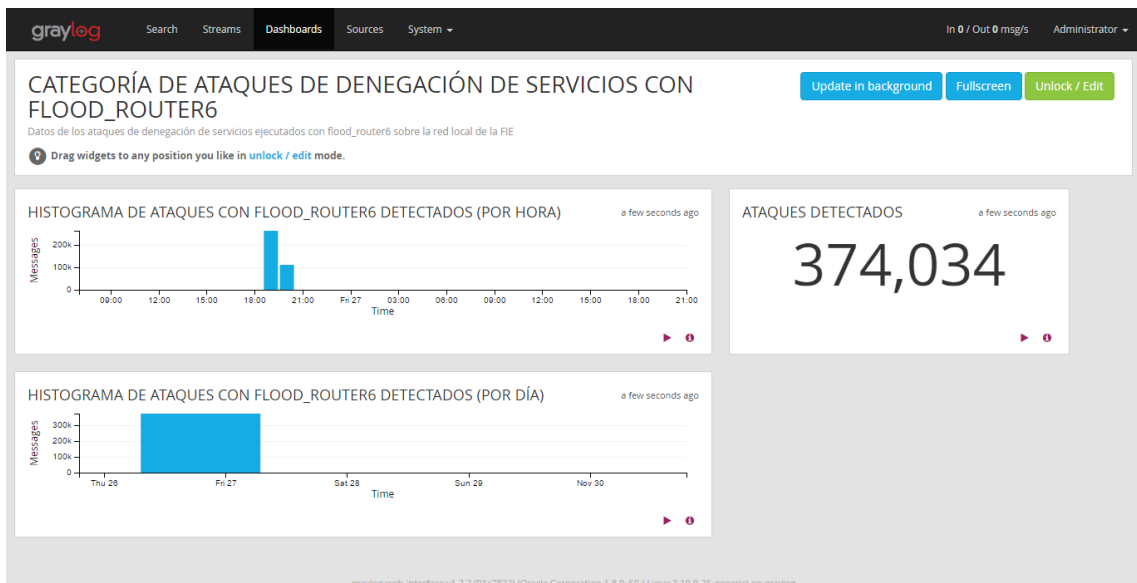 graylog Search Streams Dashboards Sources System In 0 / Out 0 msg/s Administrator
CATEGORÍA DE ATAQUES DE DENEGACIÓN DE SERVICIOS CON
FLOOD_ROUTER6
Update in background Fullscreen Unlock / Edit
Datos de los ataques de denegación de servicios ejecutados con flood_router6 sobre la red local de la FIE
Drag widgets to any position you like in unlock / edit mode.
HISTOGRAMA DE ATAQUES CON FLOOD_ROUTER6 DETECTADOS (POR HORA) a few seconds ago
Messages
200k
100k
0
09:00 12:00 15:00 18:00 21:00 Fri 27 03:00 06:00 09:00 12:00 15:00 18:00 21:00
Time
ATAQUES DETECTADOS a few seconds ago
374,034
HISTOGRAMA DE ATAQUES CON FLOOD_ROUTER6 DETECTADOS (POR DÍA) a few seconds ago
Messages
300k
200k
100k
0
Thu 26 Fri 27 Sat 28 Sun 29 Nov 30
Time